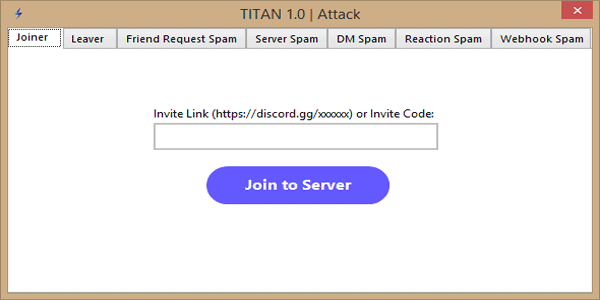 TITAN 1.0 | Attack
Joiner Leaver Friend Request Spam Server Spam DM Spam Reaction Spam Webhook Spam
Invite Link (https://discord.gg/xxxxxx) or Invite Code:
Join to Server